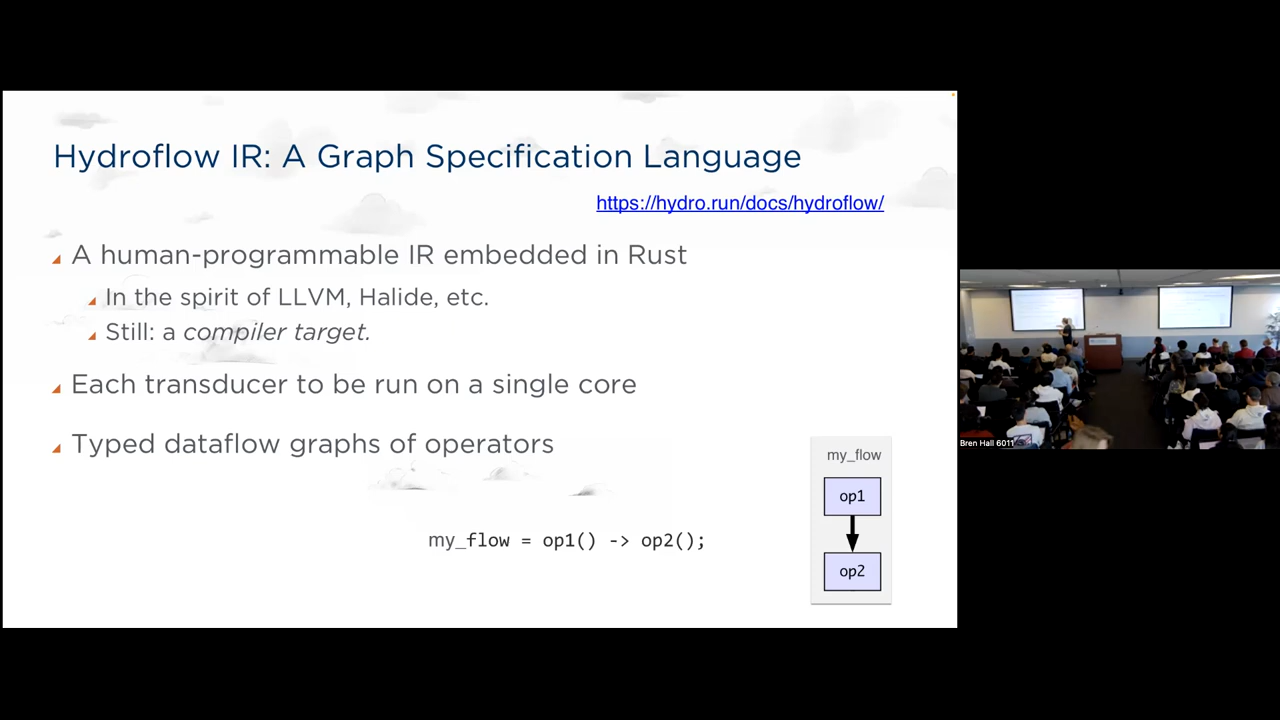 Hydroflow IR: A Graph Specification Language
https://hydro.run/docs/hydroflow/
A human-programmable IR embedded in Rust
In the spirit of LLVM, Halide, etc.
Still: a compiler target.
Each transducer to be run on a single core
Typed dataflow graphs of operators
my_flow = op1() -> op2();
my_flow
op1
op2
Bren Hall 6011